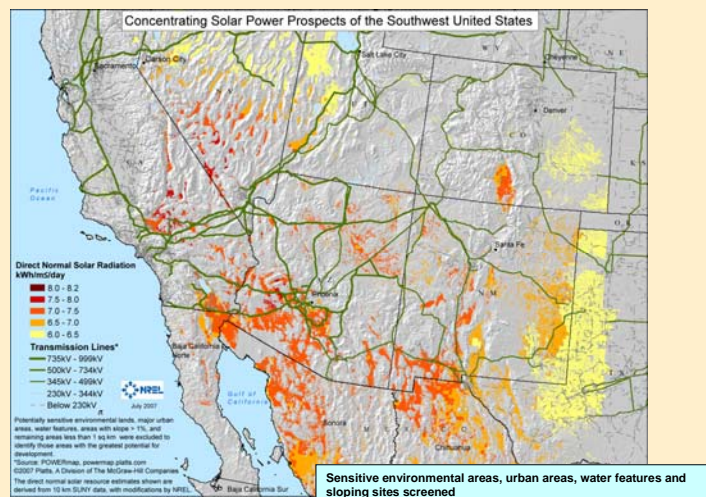 Concentrating Solar Power Prospects of the Southwest United States
W Y
N E
Cheyenne
Salt Lake City
Carson City
Sacramento
N V
U T
Denver
C O
K S
C A
Pacific
Ocean
O K
Santa Fe
N M
Phoenix
T X
Direct Normal Solar Radiation
kWh/m5/day
8.0 - 8.2
7.5 - 8.0
7.0 - 7.5
6.5 - 7.0
6.0 - 6.5
Transmission Lines*
735kV - 999kV
500kV - 734kV
345kV - 499kV
230kV - 344kV
Below 230kV
Baja California
Norte
NREL
July 2007
Gulf of
California
Sonora
Chihuahua
Potentially sensitive environmental lands, major urban
areas, water features, areas with slope > 1%, and
remaining areas less than 1 sq km were excluded to
identify those areas with the greatest potential for
development.
*Source: POWERmap, powermap.platts.com
©2007 Platts, A Division of The McGraw-Hill Companies
The direct normal solar resource estimates shown are
derived from 10 km SUNY data, with modifications by NREL.
Baja California Sur
Sensitive environmental areas, urban areas, water features and
sloping sites screened